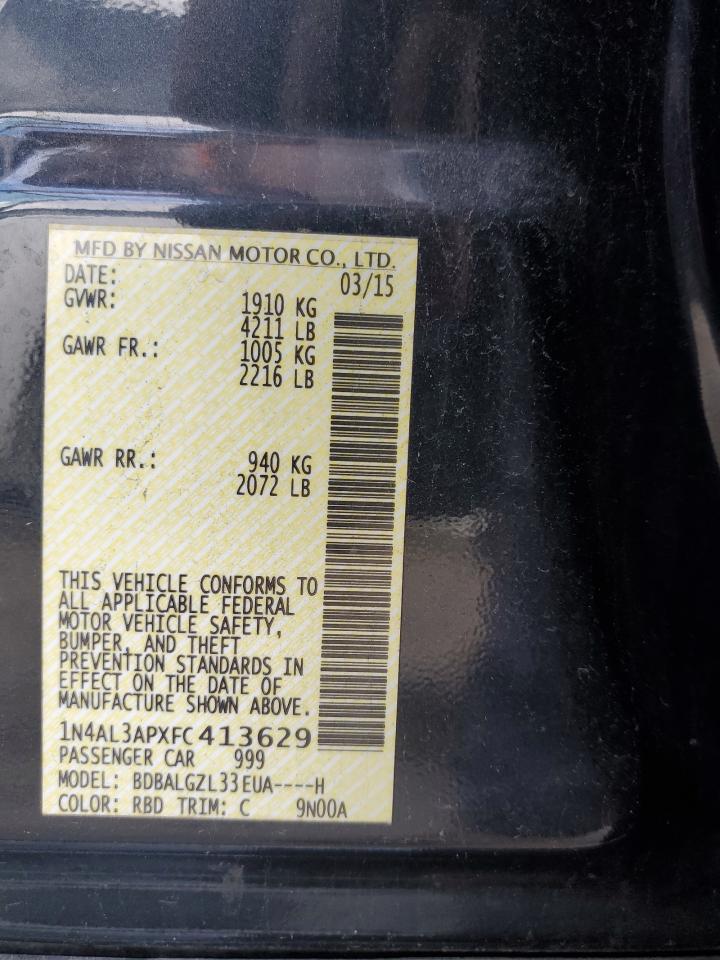 MFD BY NISSAN MOTOR CO., LTD.
DATE: 03/15
GVWR: 1910 KG
4211 LB
GAWR FR.: 1005 KG
2216 LB
GAWR RR.: 940 KG
2072 LB
THIS VEHICLE CONFORMS TO
ALL APPLICABLE FEDERAL
MOTOR VEHICLE SAFETY,
BUMPER, AND THEFT
PREVENTION STANDARDS IN
EFFECT ON THE DATE OF
MANUFACTURE SHOWN ABOVE.
1N4AL3APXFC413629
PASSENGER CAR 999
MODEL: BDBALGZL33EUA----H
COLOR: RBD TRIM: C 9N00A